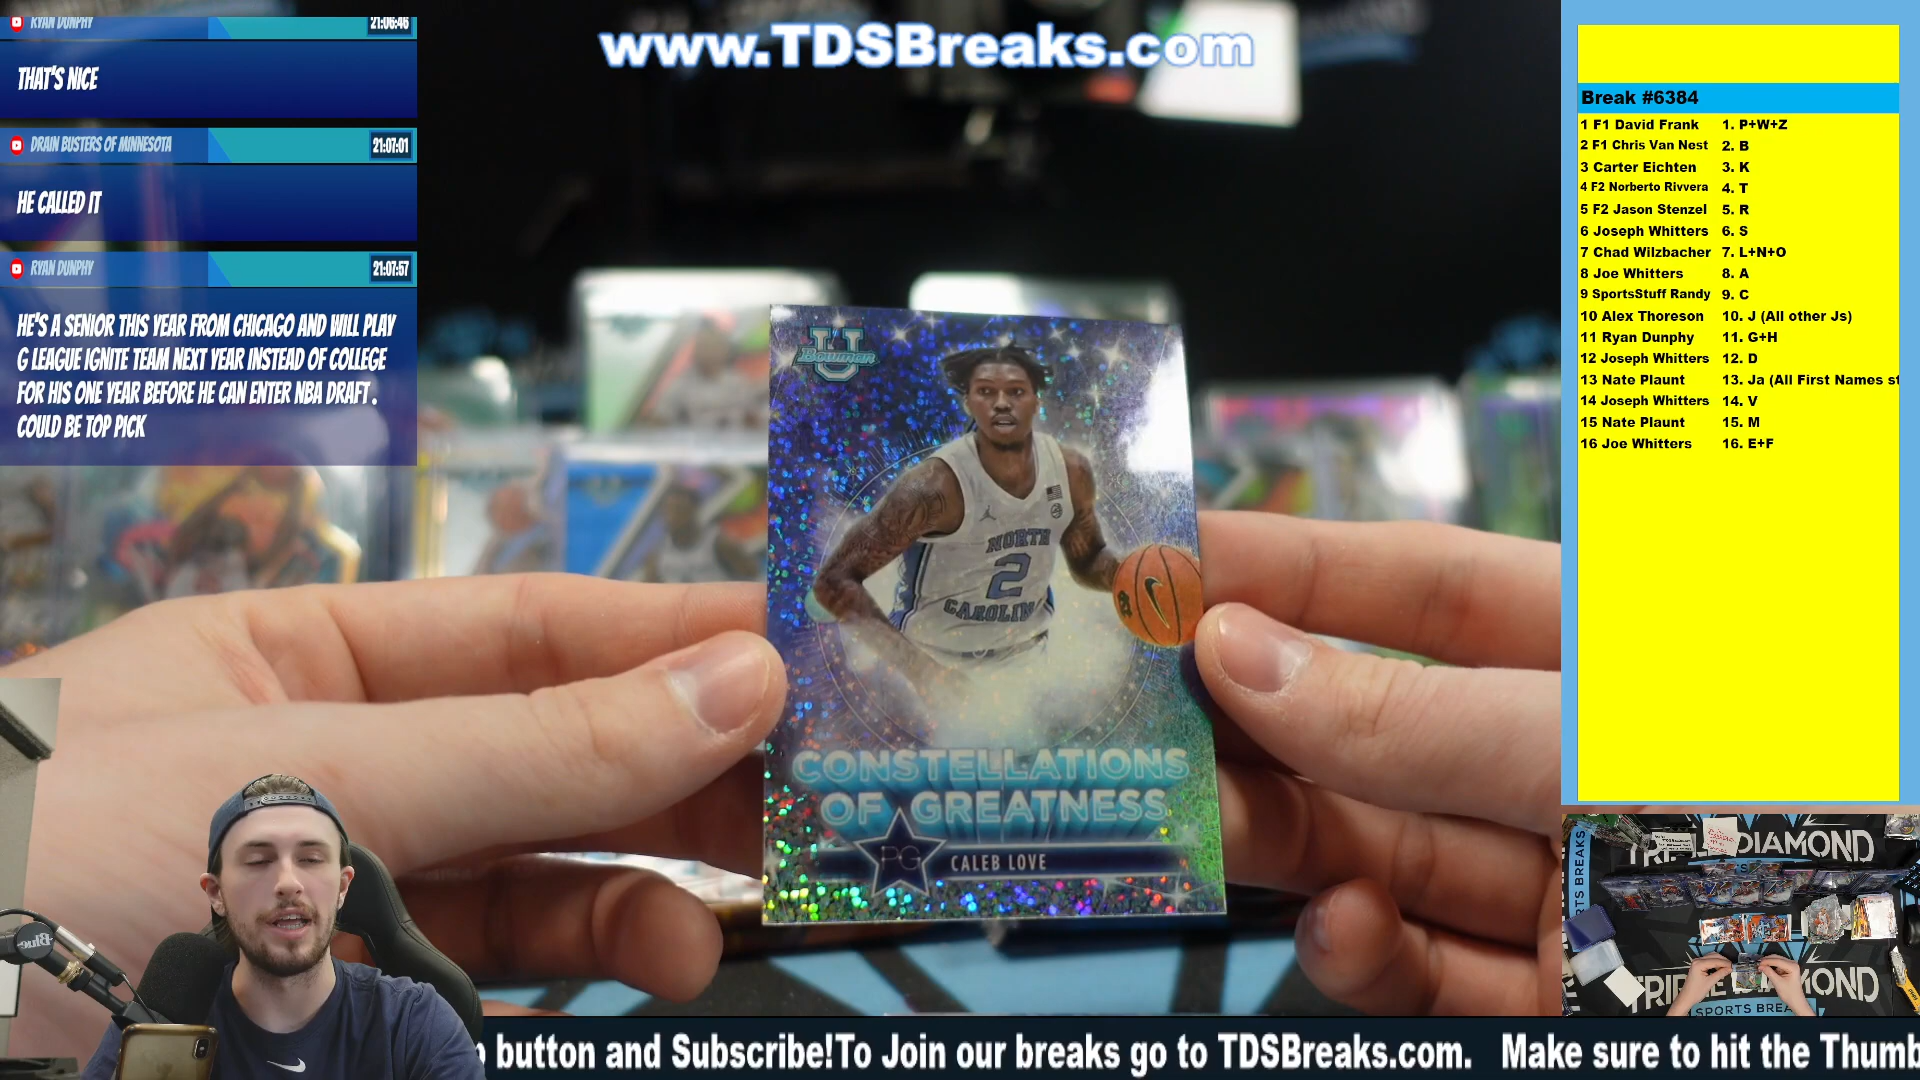 www.TDSBreaks.com
RYAN DUNPHY
21:06:46
THAT'S NICE
DRAIN BUSTERS OF MINNESOTA
21:07:01
HE CALLED IT
RYAN DUNPHY
21:07:57
HE'S A SENIOR THIS YEAR FROM CHICAGO AND WILL PLAY
G LEAGUE IGNITE TEAM NEXT YEAR INSTEAD OF COLLEGE
FOR HIS ONE YEAR BEFORE HE CAN ENTER NBA DRAFT .
COULD BE TOP PICK
U
Bowman
NORTH
2
CAROLINA
CONSTELLATIONS
OF GREATNESS
PG
CALEB LOVE
Break #6384
1 F1 David Frank 1. P+W+Z
2 F1 Chris Van Nest 2. B
3 Carter Eichten 3. K
4 F2 Norberto Rivvera 4. T
5 F2 Jason Stenzel 5. R
6 Joseph Whitters 6. S
7 Chad Wilzbacher 7. L+N+O
8 Joe Whitters 8. A
9 SportsStuff Randy 9. C
10 Alex Thoreson 10. J (All other Js)
11 Ryan Dunphy 11. G+H
12 Joseph Whitters 12. D
13 Nate Plaunt 13. Ja (All First Names st
14 Joseph Whitters 14. V
15 Nate Plaunt 15. M
16 Joe Whitters 16. E+F
TRIPLE DIAMOND
SPORTS BREAKS
TRIPLE DIAMOND
SPORTS BREA
Blue
button and Subscribe!To Join our breaks go to TDSBreaks.com. Make sure to hit the Thumb